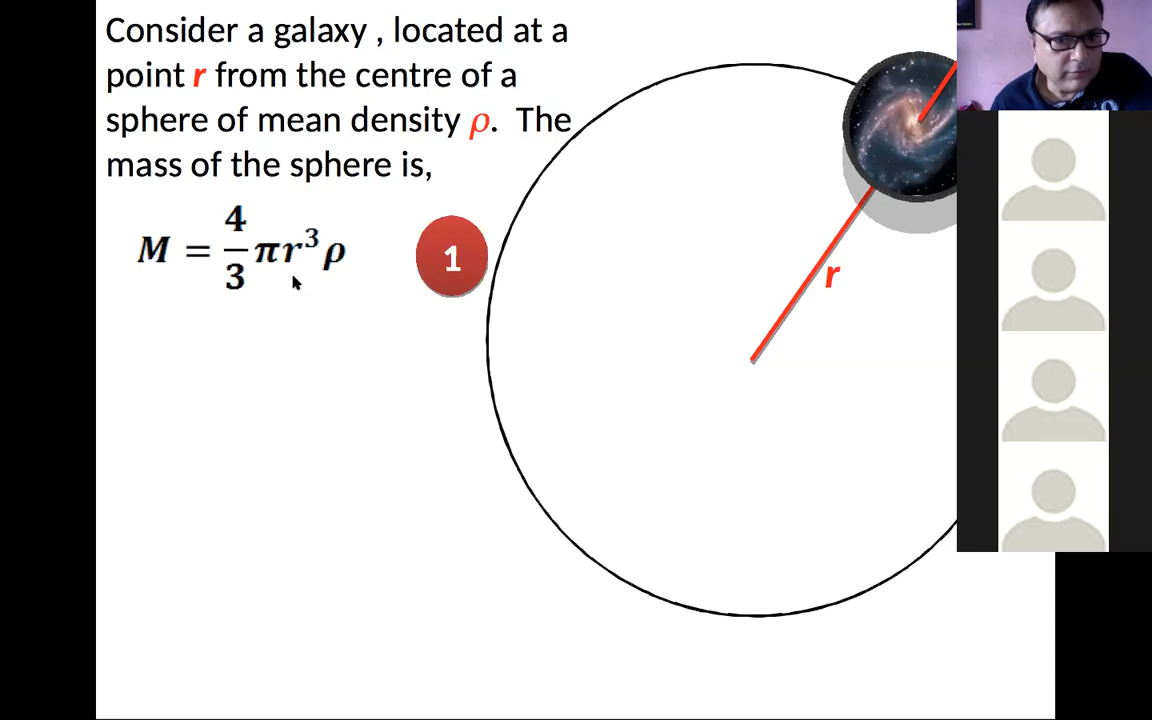 Consider a galaxy , located at a
point r from the centre of a
sphere of mean density ρ. The
mass of the sphere is,
M = 4/3 πr³ρ
1
r